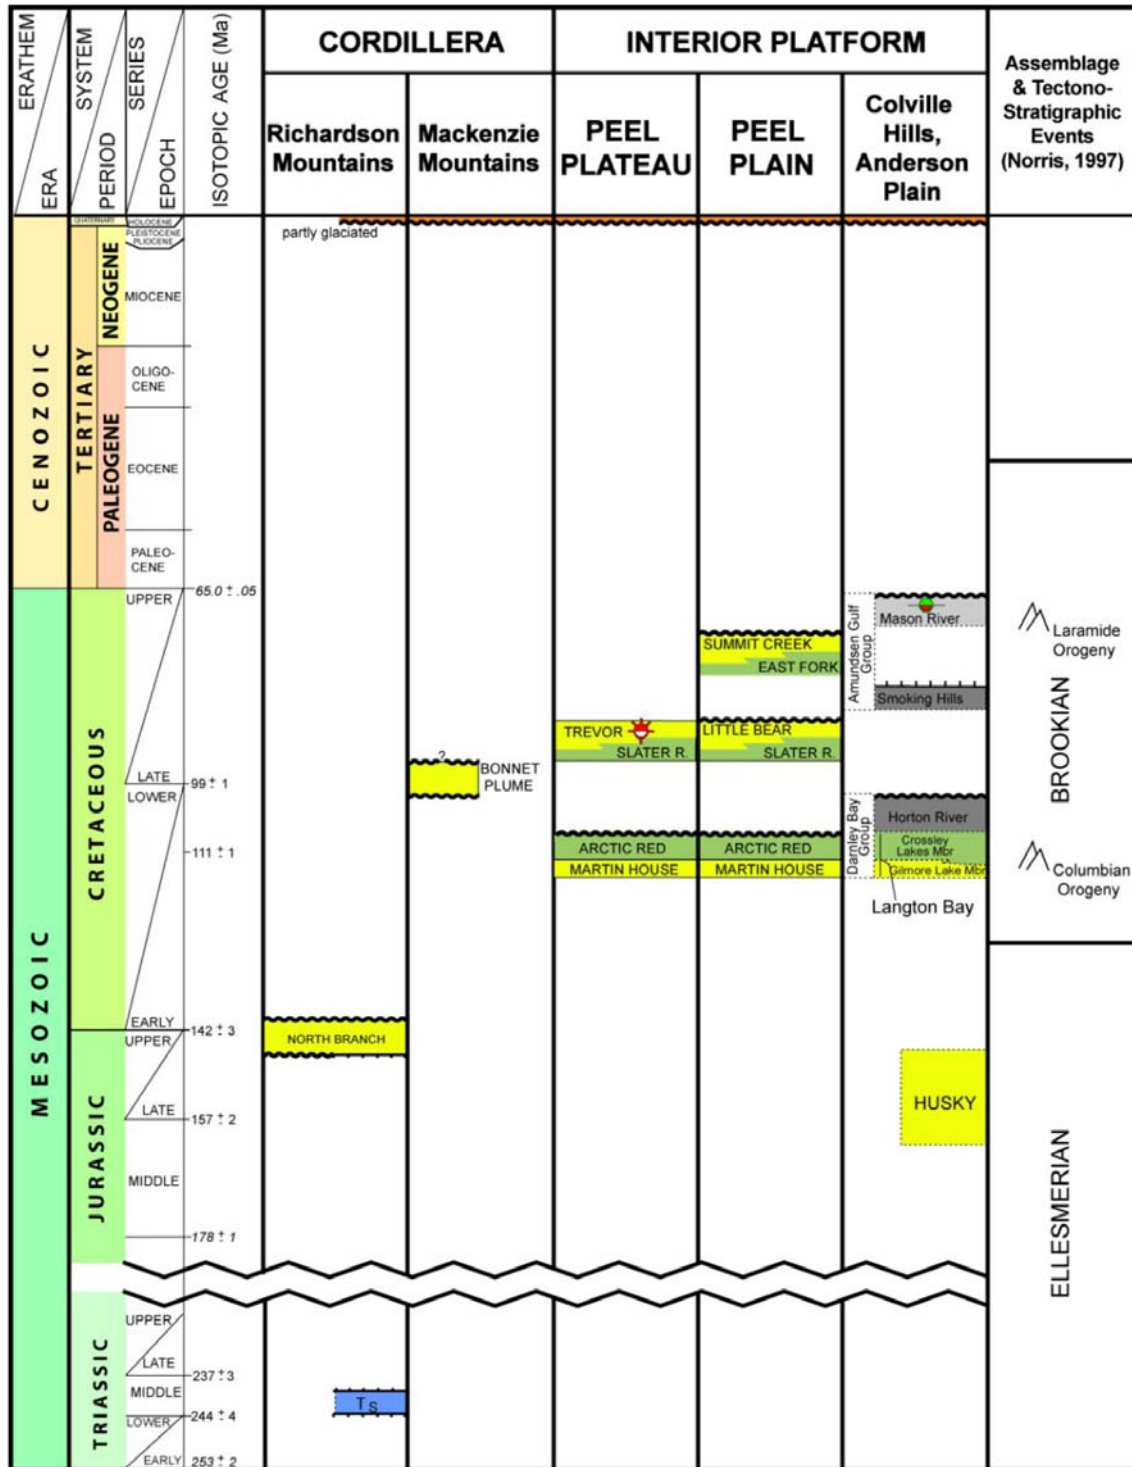 ERATHEM
ERA
SYSTEM
PERIOD
SERIES
EPOCH
ISOTOPIC AGE (Ma)
CORDILLERA
INTERIOR PLATFORM
Richardson
Mountains
Mackenzie
Mountains
PEEL
PLATEAU
PEEL
PLAIN
Colville
Hills,
Anderson
Plain
Assemblage
& Tectono-
Stratigraphic
Events
(Norris, 1997)
CENOZOIC
MESOZOIC
TERTIARY
QUATERNARY
NEOGENE
PALEOGENE
CRETACEOUS
JURASSIC
TRIASSIC
HOLOCENE
PLEISTOCENE
PLIOCENE
MIOCENE
OLIGO-
CENE
EOCENE
PALEO-
CENE
UPPER
LATE
LOWER
EARLY
UPPER
LATE
MIDDLE
UPPER
LATE
MIDDLE
LOWER
EARLY
65.0 ± .05
99 ± 1
111 ± 1
142 ± 3
157 ± 2
178 ± 1
237 ± 3
244 ± 4
253 ± 2
partly glaciated
NORTH BRANCH
T S
?
BONNET
PLUME
TREVOR
SLATER R.
ARCTIC RED
MARTIN HOUSE
SUMMIT CREEK
EAST FORK
LITTLE BEAR
SLATER R.
ARCTIC RED
MARTIN HOUSE
Amundsen Gulf
Group
Mason River
Smoking Hills
Darnley Bay
Group
Horton River
Crossley
Lakes Mbr
Gilmore Lake Mbr
Langton Bay
HUSKY
Laramide
Orogeny
BROOKIAN
Columbian
Orogeny
ELLESMERIAN